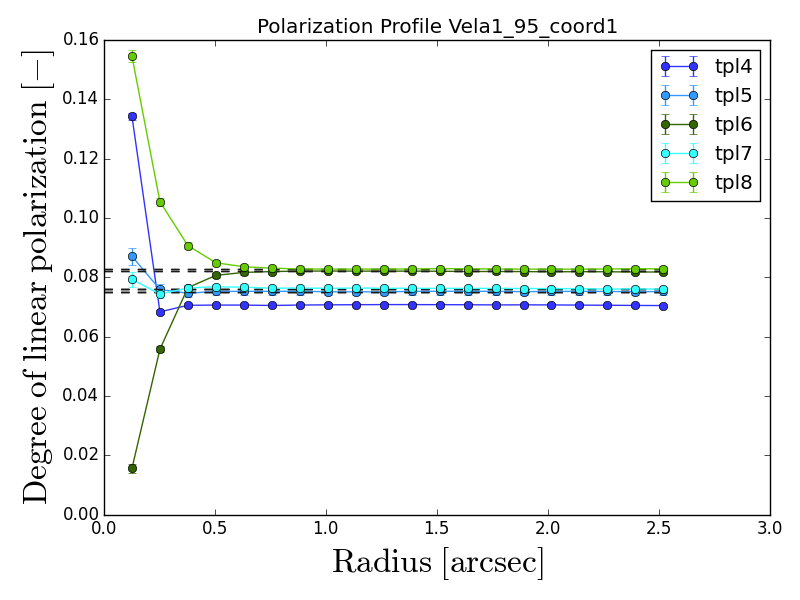 Polarization Profile Vela1_95_coord1
Degree of linear polarization [−]
0.16
0.14
0.12
0.10
0.08
0.06
0.04
0.02
0.00
0.0
0.5
1.0
1.5
2.0
2.5
3.0
Radius [arcsec]
tpl4
tpl5
tpl6
tpl7
tpl8